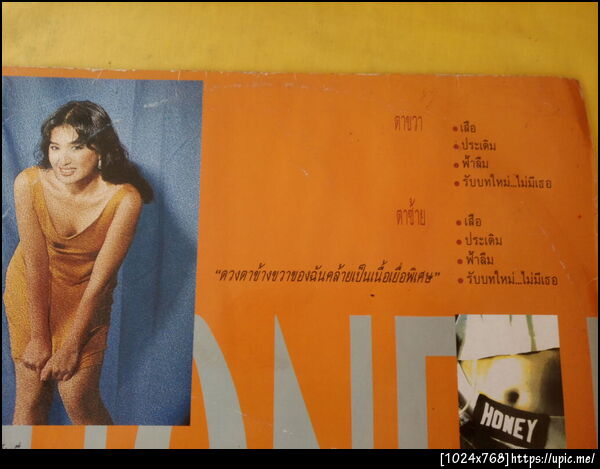 ตาขวา
●เสือ
●ประเดิม
●ฟ้าลืม
●รับบทใหม่...ไม่มีเธอ
ตาซ้าย
●เสือ
●ประเดิม
●ฟ้าลืม
“ดวงตาข้างขวาของฉันคล้ายเป็นเนื้อเยื่อพิเศษ”
●รับบทใหม่...ไม่มีเธอ
HONEY
[1024x768]https://upic.me/